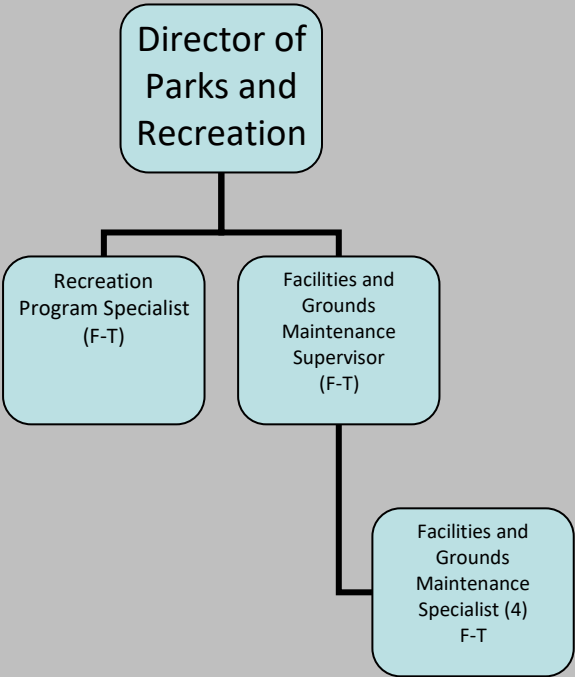 Director of
Parks and
Recreation
Recreation
Program Specialist
(F-T)
Facilities and
Grounds
Maintenance
Supervisor
(F-T)
Facilities and
Grounds
Maintenance
Specialist (4)
F-T